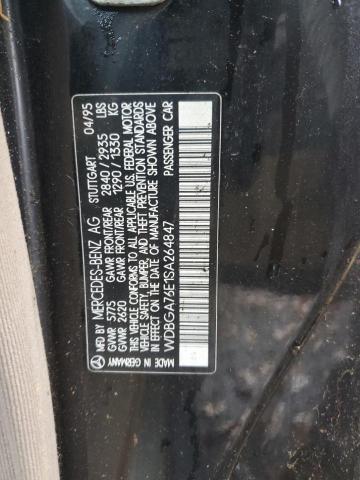 MFD. BY MERCEDES-BENZ AG STUTTGART 04/95
GVWR 5775 GAWR FRONT/REAR 2840/2935 LBS
GVWR 2620 GAWR FRONT/REAR 1290/1330 KG
THIS VEHICLE CONFORMS TO ALL APPLICABLE U.S. FEDERAL MOTOR
VEHICLE SAFETY, BUMPER, AND THEFT PREVENTION STANDARDS
IN EFFECT ON THE DATE OF MANUFACTURE SHOWN ABOVE
MADE IN GERMANY PASSENGER CAR
WDBGA76E1SA264847